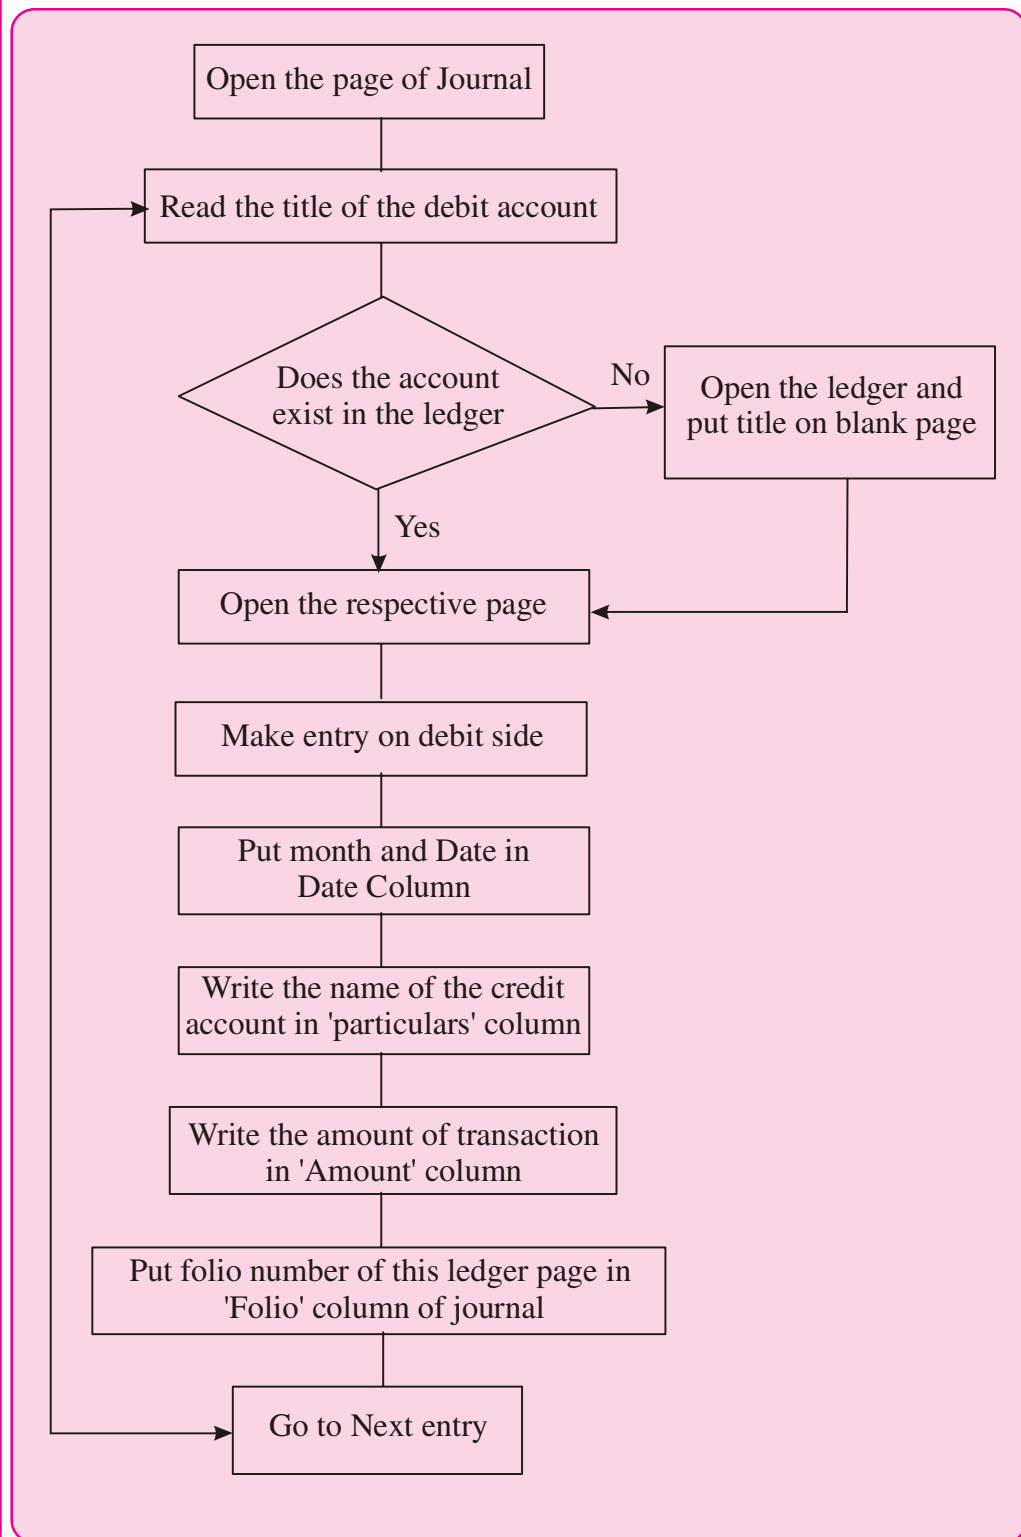 Open the page of Journal
Read the title of the debit account
Does the account
exist in the ledger
No
Open the ledger and
put title on blank page
Yes
Open the respective page
Make entry on debit side
Put month and Date in
Date Column
Write the name of the credit
account in 'particulars' column
Write the amount of transaction
in 'Amount' column
Put folio number of this ledger page in
'Folio' column of journal
Go to Next entry